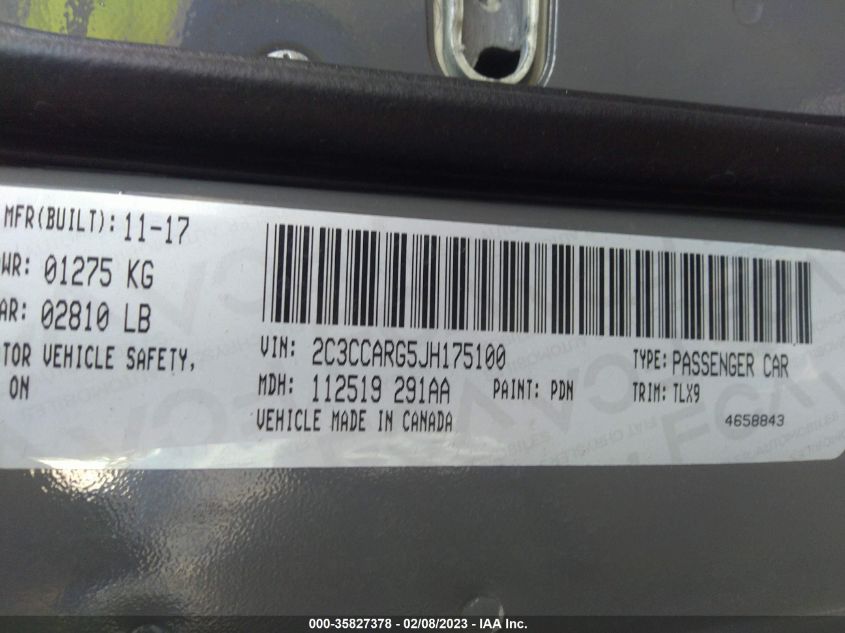 MFR(BUILT): 11-17
WR: 01275 KG
AR: 02810 LB
TOR VEHICLE SAFETY,
ON
VIN: 2C3CCARG5JH175100
TYPE: PASSENGER CAR
MDH: 112519 291AA PAINT: PDN TRIM: TLX9
VEHICLE MADE IN CANADA
4658843
000-35827378 - 02/08/2023 - IAA Inc.